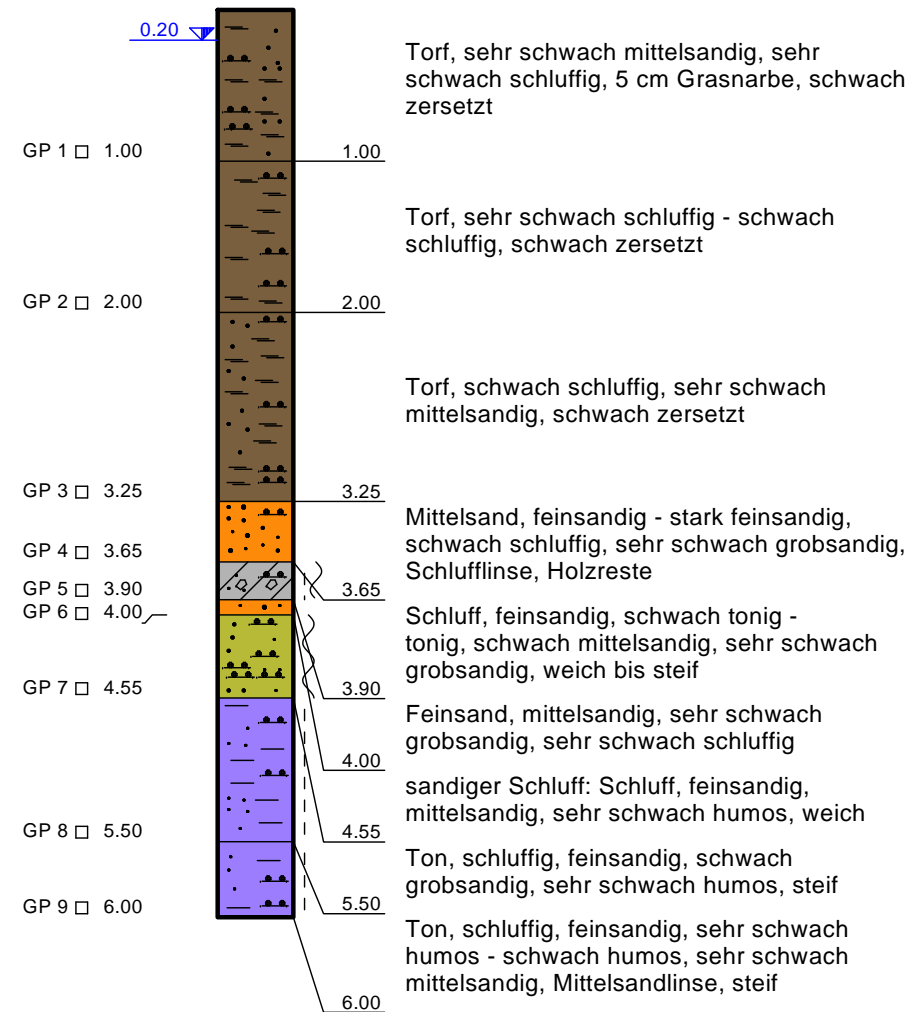 0.20
Torf, sehr schwach mittelsandig, sehr
schwach schluffig, 5 cm Grasnarbe, schwach
zersetzt
GP 1 1.00
1.00
Torf, sehr schwach schluffig - schwach
schluffig, schwach zersetzt
GP 2 2.00
2.00
Torf, schwach schluffig, sehr schwach
mittelsandig, schwach zersetzt
GP 3 3.25
3.25
Mittelsand, feinsandig - stark feinsandig,
schwach schluffig, sehr schwach grobsandig,
Schlufflinse, Holzreste
GP 4 3.65
3.65
GP 5 3.90
GP 6 4.00
Schluff, feinsandig, schwach tonig -
tonig, schwach mittelsandig, sehr schwach
grobsandig, weich bis steif
GP 7 4.55
3.90
Feinsand, mittelsandig, sehr schwach
grobsandig, sehr schwach schluffig
4.00
sandiger Schluff: Schluff, feinsandig,
mittelsandig, sehr schwach humos, weich
GP 8 5.50
4.55
Ton, schluffig, feinsandig, schwach
grobsandig, sehr schwach humos, steif
GP 9 6.00
5.50
Ton, schluffig, feinsandig, sehr schwach
humos - schwach humos, sehr schwach
mittelsandig, Mittelsandlinse, steif
6.00